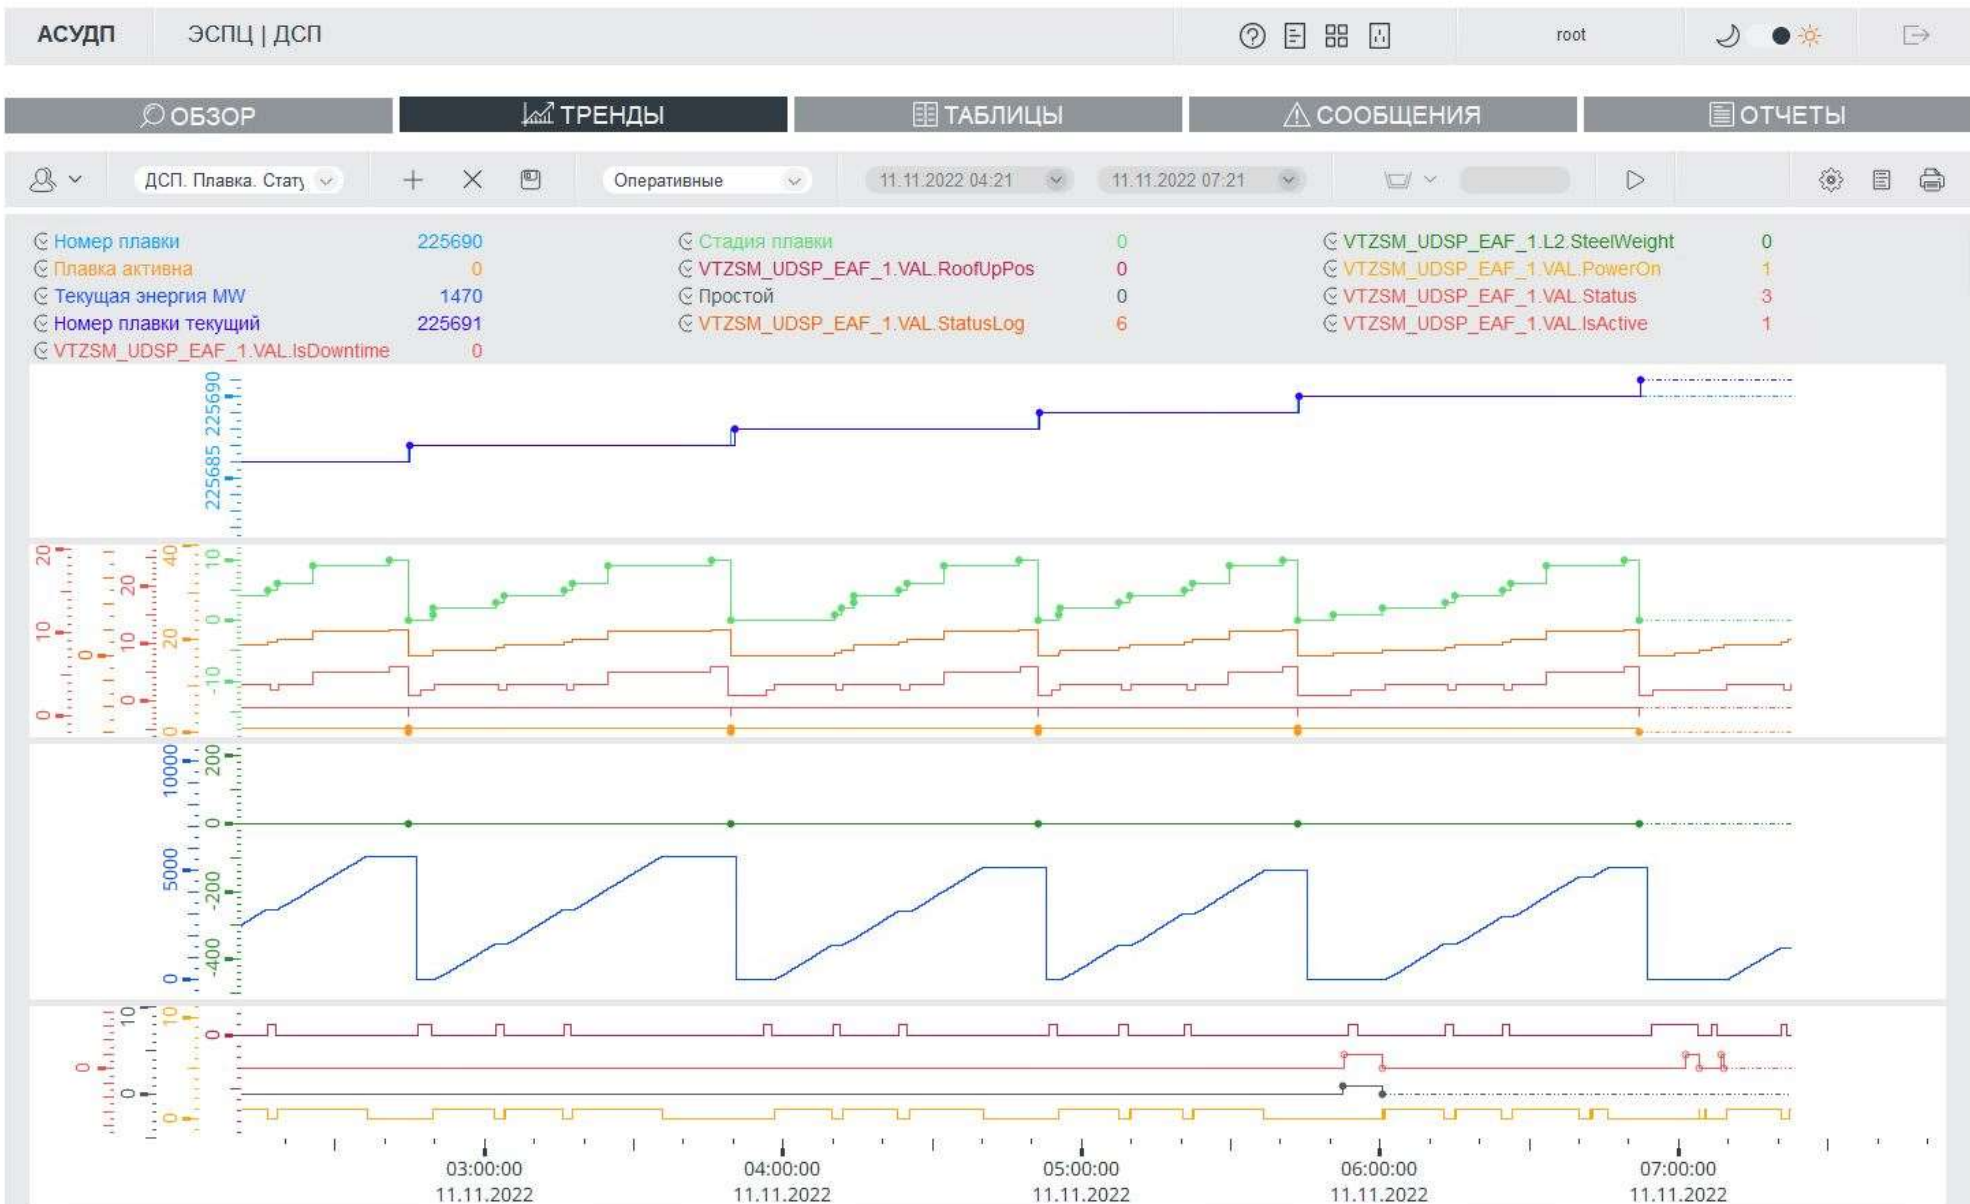 АСУДП ЭСПЦ | ДСП root
ОБЗОР ТРЕНДЫ ТАБЛИЦЫ СООБЩЕНИЯ ОТЧЕТЫ
ДСП. Плавка. Стату Оперативные 11.11.2022 04:21 11.11.2022 07:21
Номер плавки 225690 Стадия плавки 0 VTZSM_UDSP_EAF_1.L2.SteelWeight 0
Плавка активна 0 VTZSM_UDSP_EAF_1.VAL.RoofUpPos 0 VTZSM_UDSP_EAF_1.VAL.PowerOn 1
Текущая энергия MW 1470 Простой 0 VTZSM_UDSP_EAF_1.VAL.Status 3
Номер плавки текущий 225691 VTZSM_UDSP_EAF_1.VAL.StatusLog 6 VTZSM_UDSP_EAF_1.VAL.IsActive 1
VTZSM_UDSP_EAF_1.VAL.IsDowntime 0
225690
225685
20 20 40 10
10 0 10 20 0
0 0 0 -10
10000 200
0
5000 -200
0 -400
10 10 0
0 0 0
03:00:00 04:00:00 05:00:00 06:00:00 07:00:00
11.11.2022 11.11.2022 11.11.2022 11.11.2022 11.11.2022